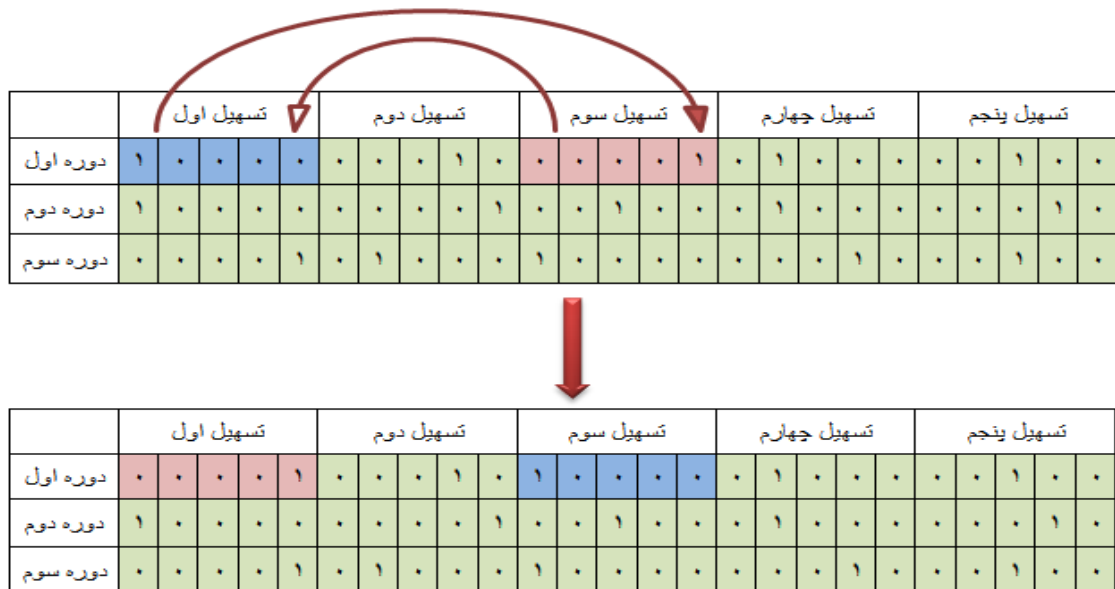 تسهیل اول تسهیل دوم تسهیل سوم تسهیل چهارم تسهیل پنجم
دوره اول ۱ ۰ ۰ ۰ ۰ ۰ ۰ ۰ ۱ ۰ ۰ ۰ ۰ ۰ ۱ ۰ ۱ ۰ ۰ ۰ ۰ ۰ ۱ ۰ ۰
دوره دوم ۱ ۰ ۰ ۰ ۰ ۰ ۰ ۰ ۰ ۱ ۰ ۰ ۱ ۰ ۰ ۰ ۱ ۰ ۰ ۰ ۰ ۰ ۰ ۱ ۰
دوره سوم ۰ ۰ ۰ ۰ ۱ ۰ ۱ ۰ ۰ ۰ ۱ ۰ ۰ ۰ ۰ ۰ ۰ ۰ ۱ ۰ ۰ ۰ ۱ ۰ ۰
تسهیل اول تسهیل دوم تسهیل سوم تسهیل چهارم تسهیل پنجم
دوره اول ۰ ۰ ۰ ۰ ۱ ۰ ۰ ۰ ۱ ۰ ۱ ۰ ۰ ۰ ۰ ۰ ۱ ۰ ۰ ۰ ۰ ۰ ۱ ۰ ۰
دوره دوم ۱ ۰ ۰ ۰ ۰ ۰ ۰ ۰ ۰ ۱ ۰ ۰ ۱ ۰ ۰ ۰ ۱ ۰ ۰ ۰ ۰ ۰ ۰ ۱ ۰
دوره سوم ۰ ۰ ۰ ۰ ۱ ۰ ۱ ۰ ۰ ۰ ۱ ۰ ۰ ۰ ۰ ۰ ۰ ۰ ۱ ۰ ۰ ۰ ۱ ۰ ۰